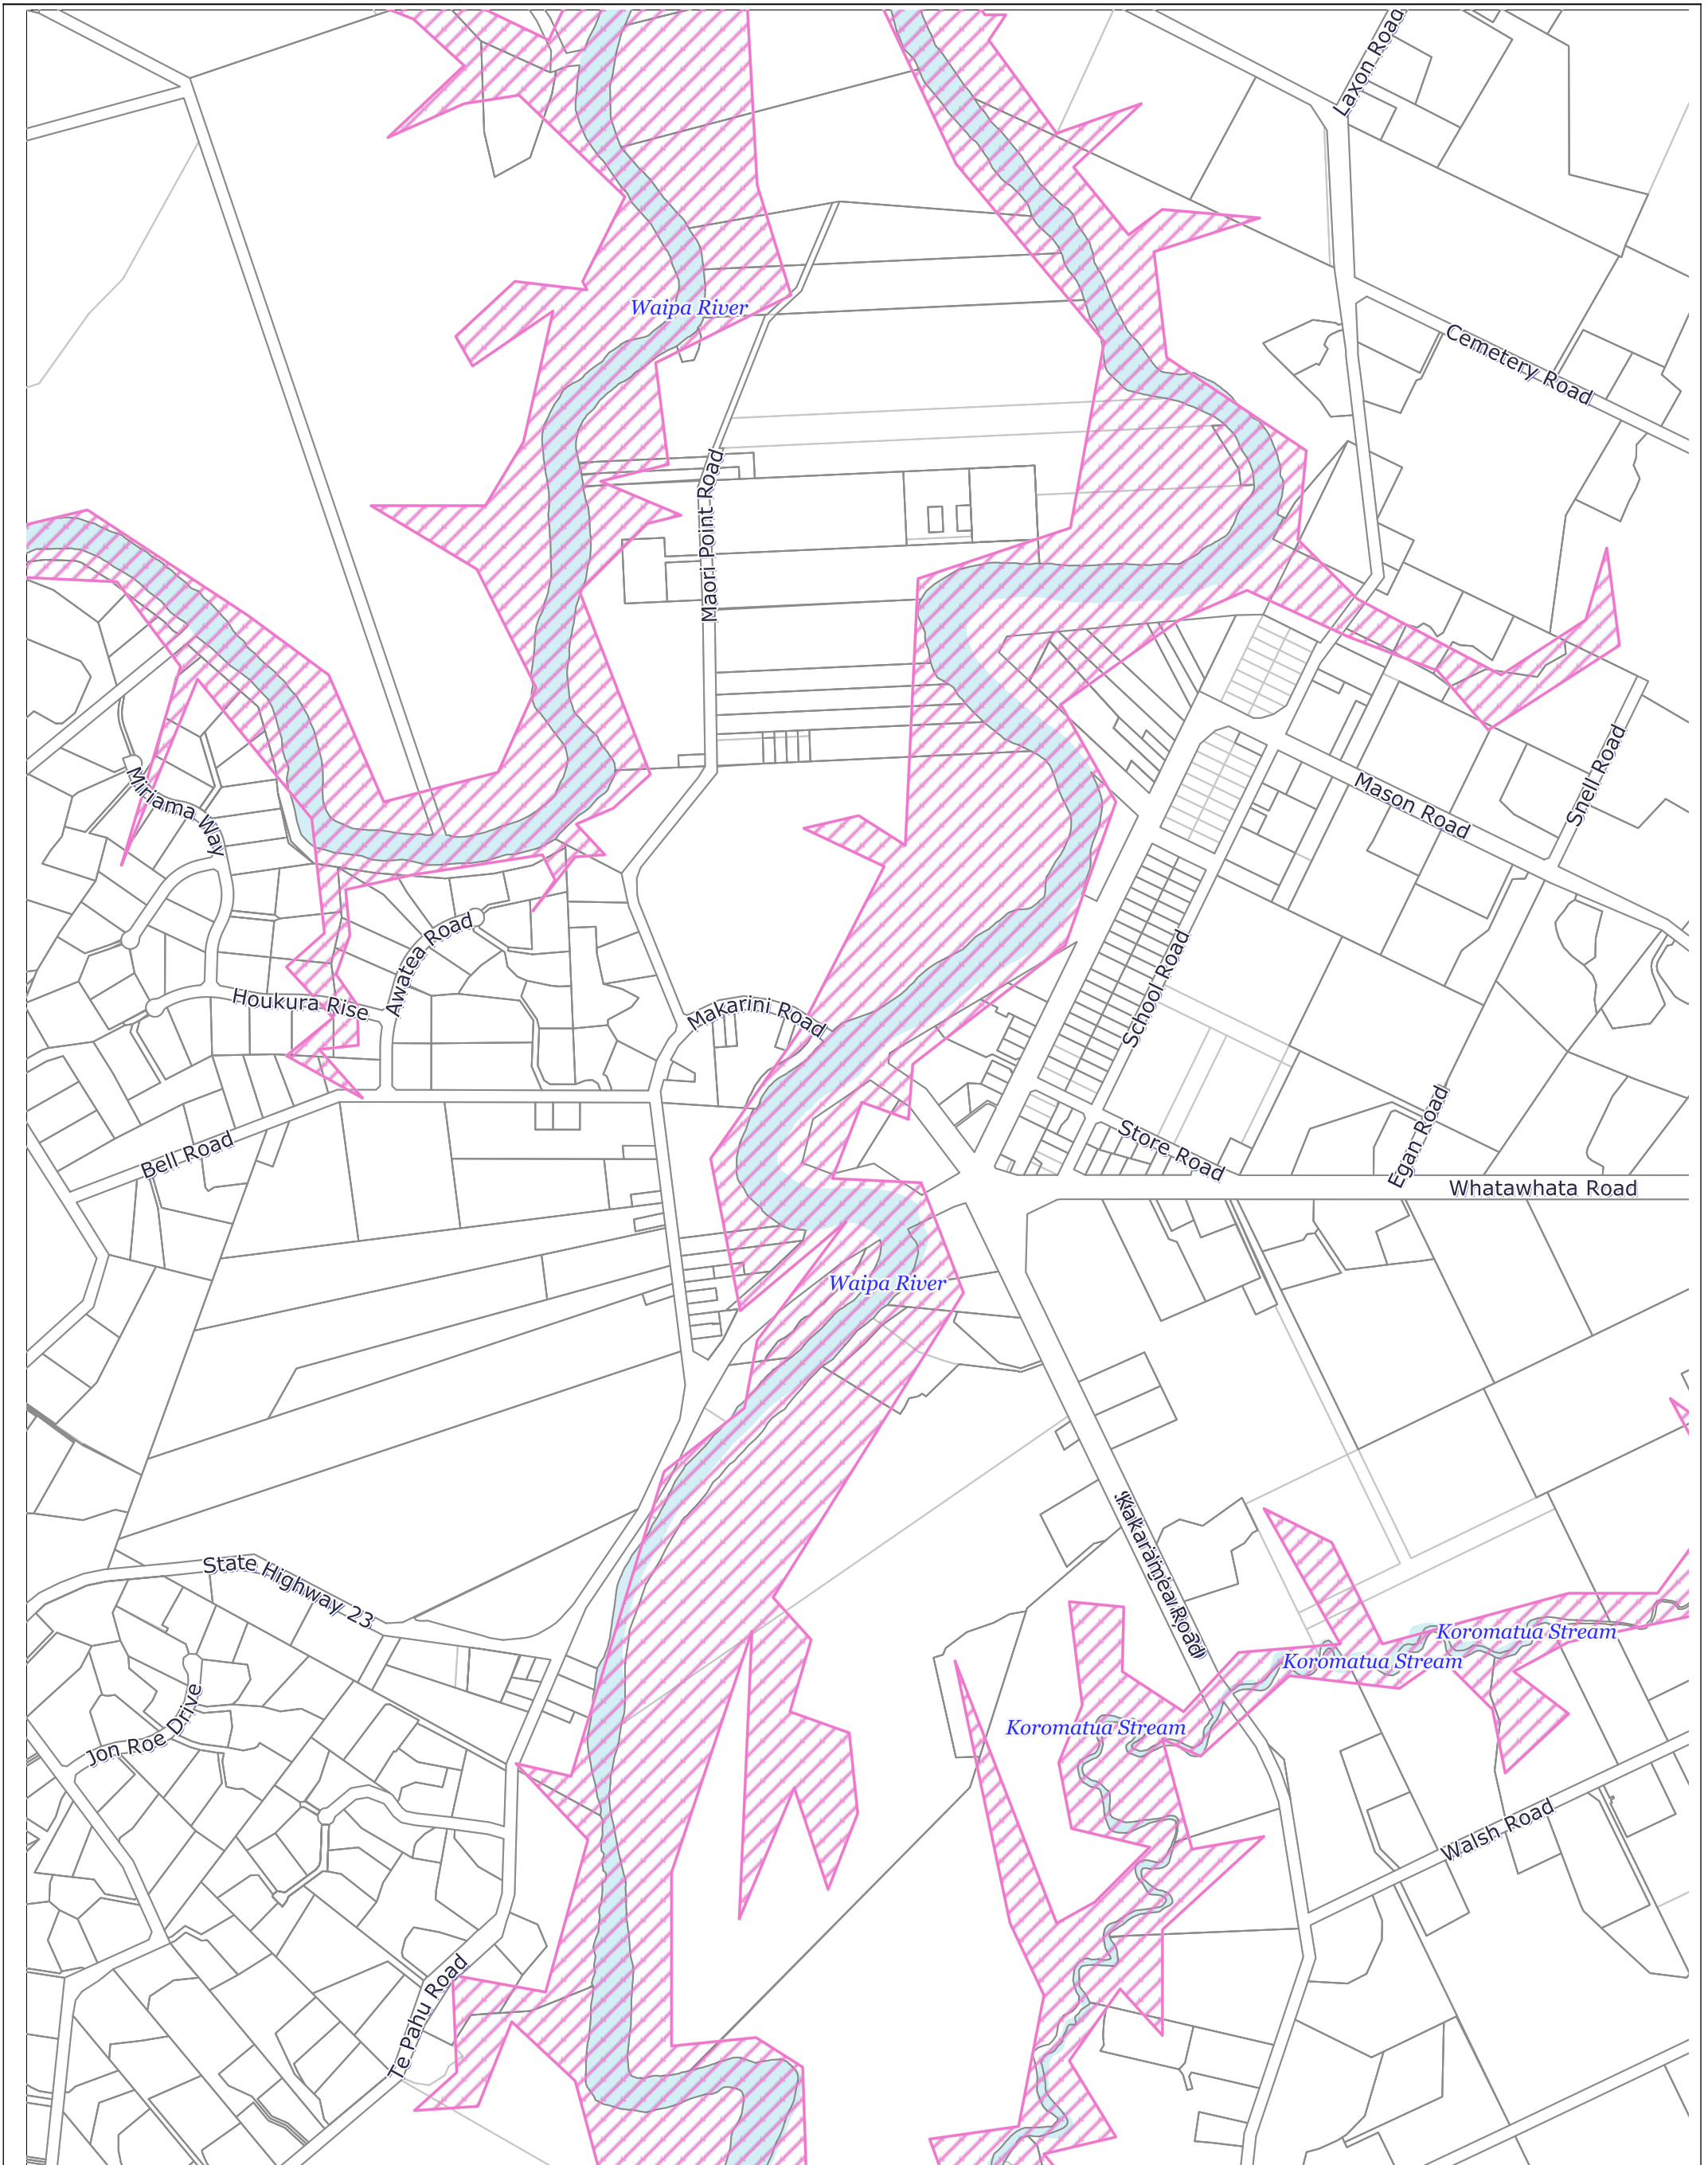 Laxon Road
Waipa River
Cemetery Road
Maori Point Road
Miriama Way
Mason Road
Snell Road
Awatea Road
Houkura Rise
Makarini Road
School Road
Bell Road
Store Road
Egan Road
Whatawhata Road
Waipa River
State Highway 23
Kakaramea Road
Koromatua Stream
Koromatua Stream
Koromatua Stream
Jon Roe Drive
Walsh Road
Te Pahu Road